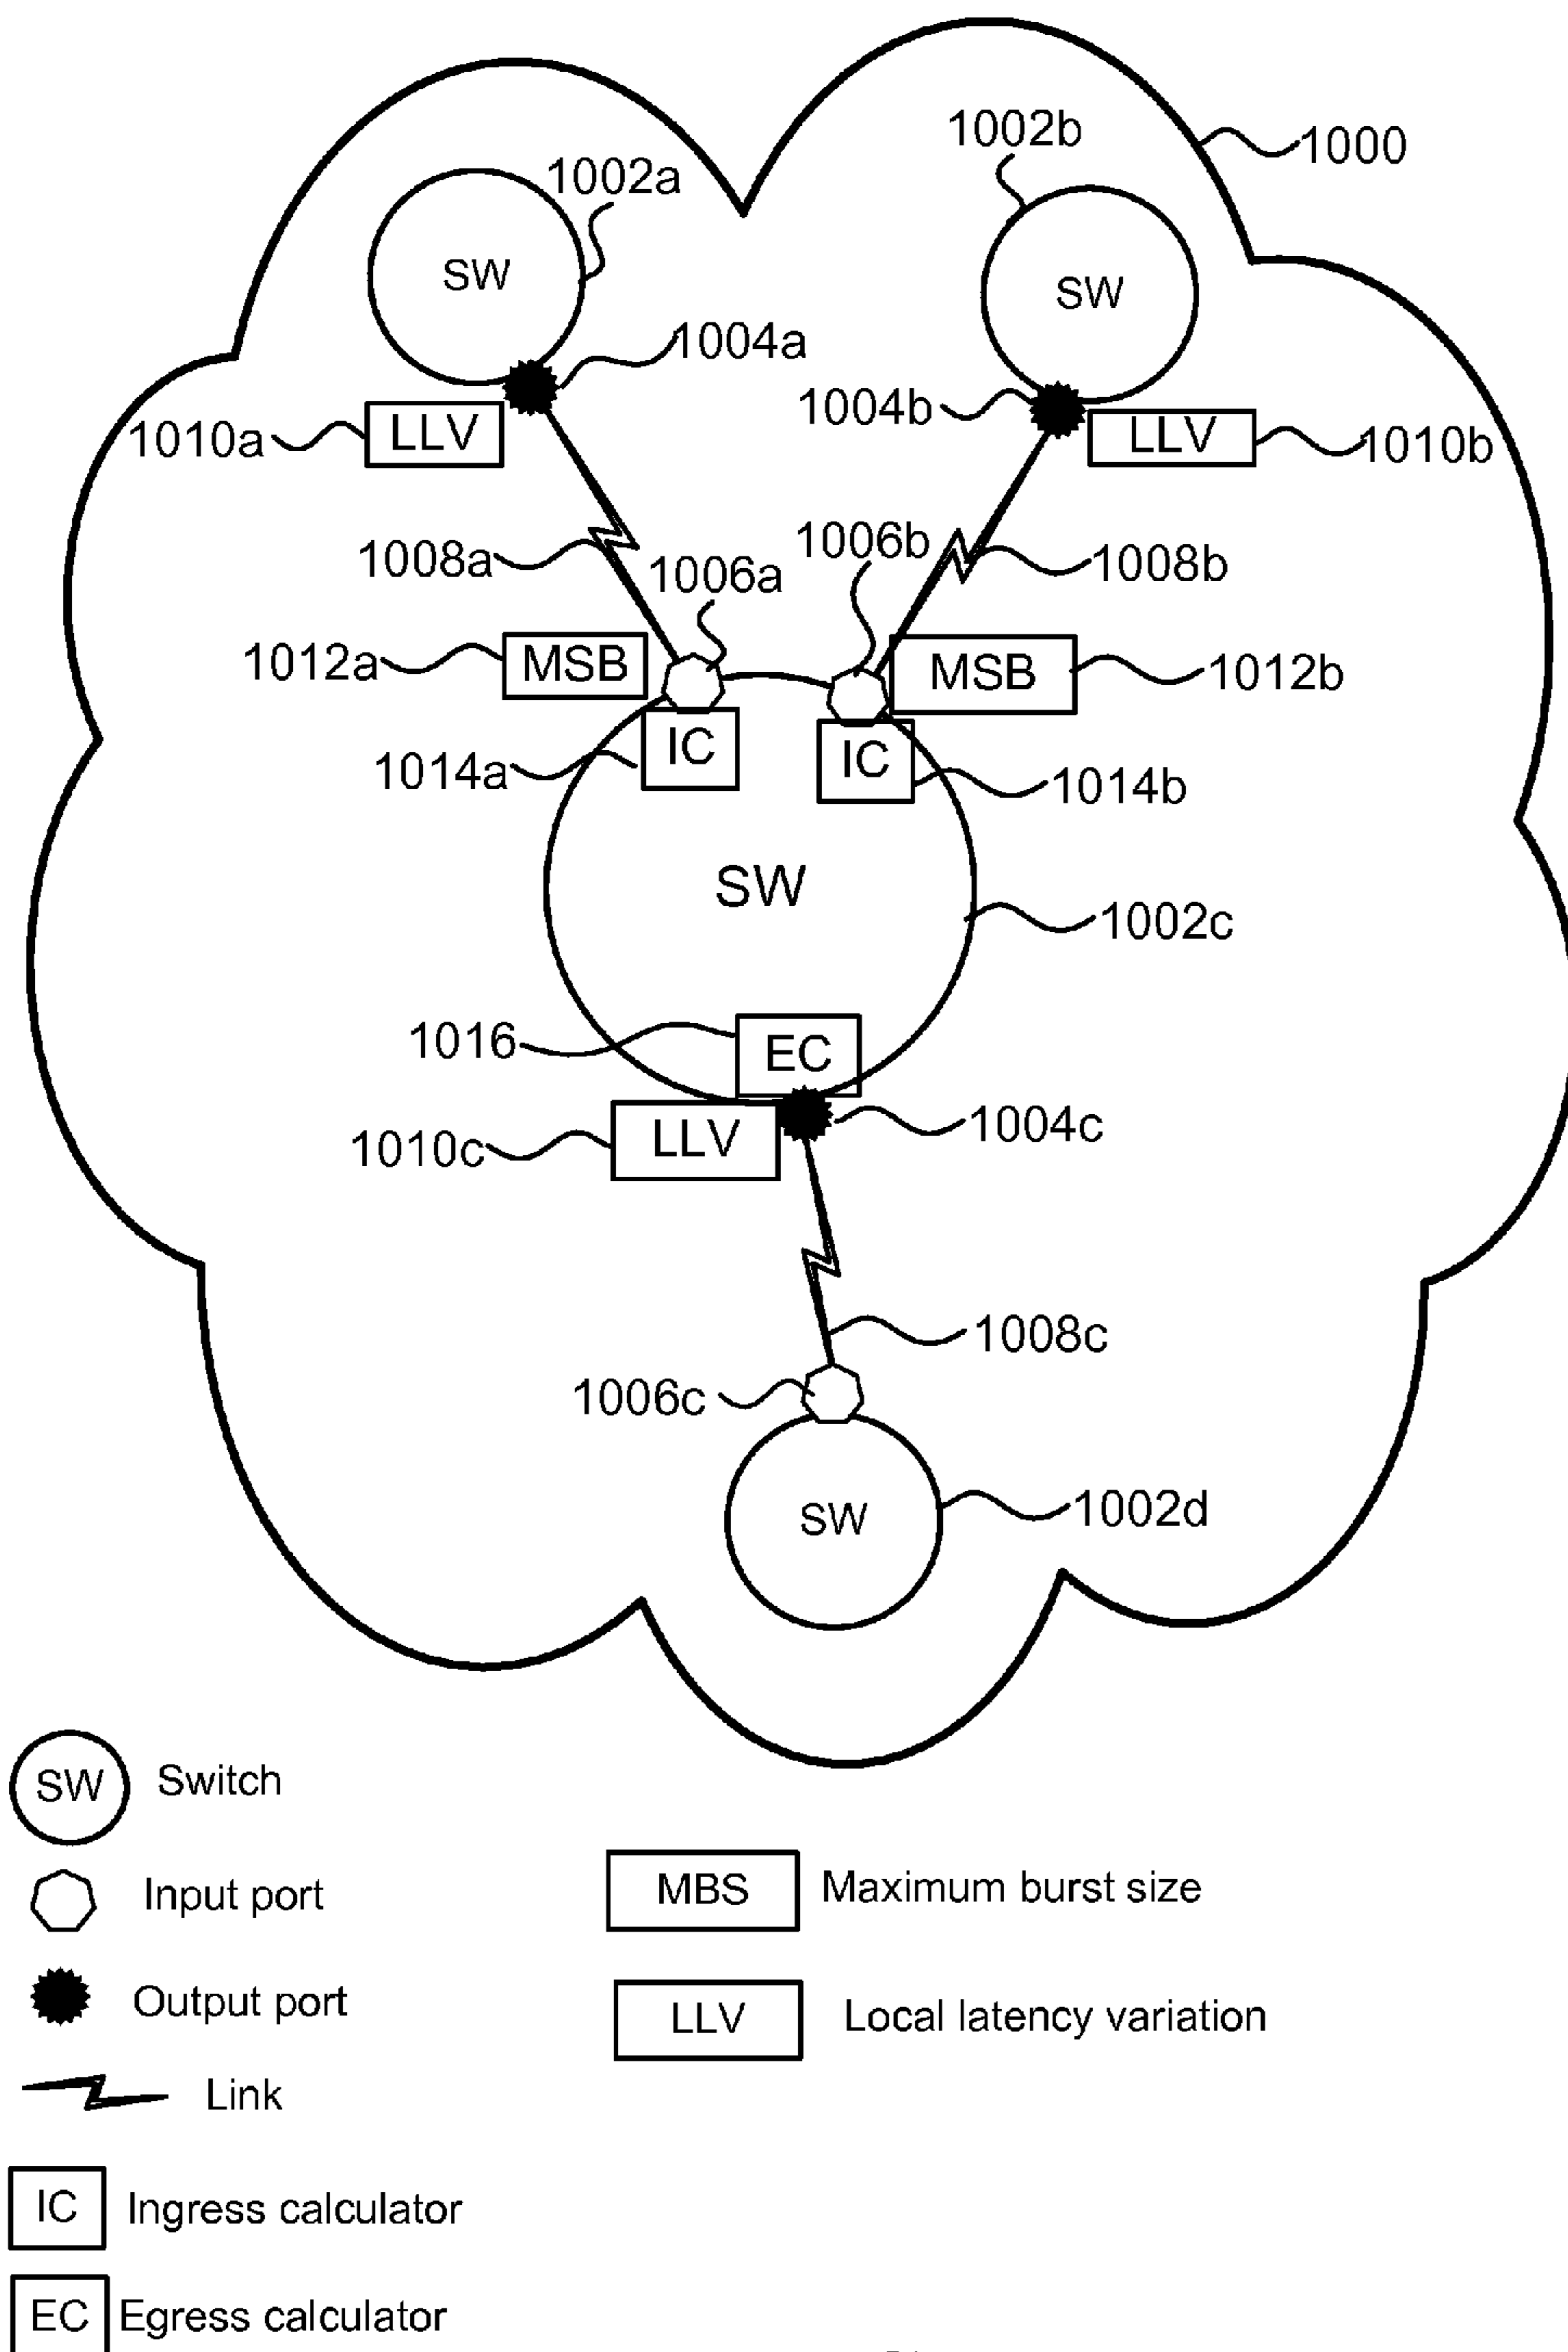 1002b
1000
1002a
SW
SW
1004a
1004b
1010a
LLV
LLV
1010b
1008a
1006a
1006b
1008b
1012a
MSB
MSB
1012b
1014a
IC
IC
1014b
SW
1002c
1016
EC
1010c
LLV
1004c
1008c
1006c
SW
1002d
SW Switch
Input port
MBS Maximum burst size
Output port
LLV Local latency variation
Link
IC Ingress calculator
EC Egress calculator